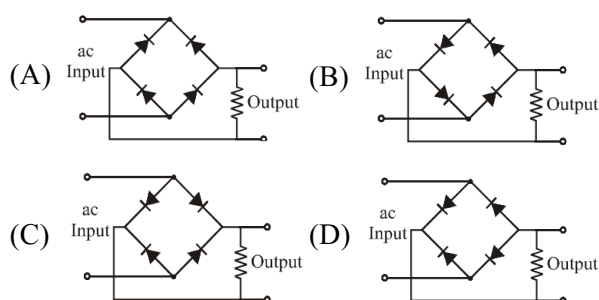 (A)
ac
Input
Output
(B)
ac
Input
Output
(C)
ac
Input
Output
(D)
ac
Input
Output